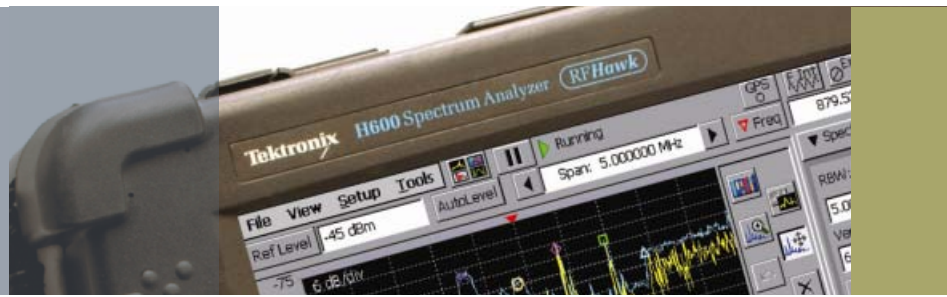 Tektronix H600 Spectrum Analyzer RFHawk
File View Setup Tools
Running
GPS
Ref Level -45 dBm AutoLevel
Span: 5.000000 MHz
Freq
-75 6 dB/div
RBW: